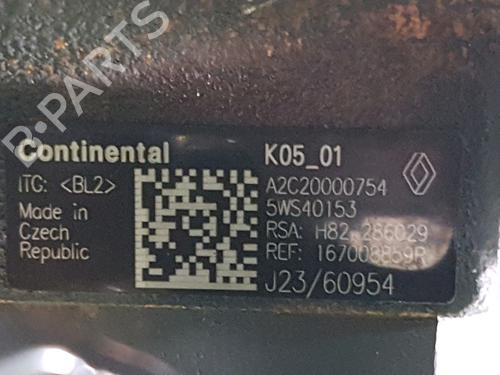 B-PARTS
Continental
K05_01
ITC: <BL2>
A2C20000754
Made in
5WS40153
Czech
RSA: H82 286029
Republic
REF: 167008859R
J23/60954